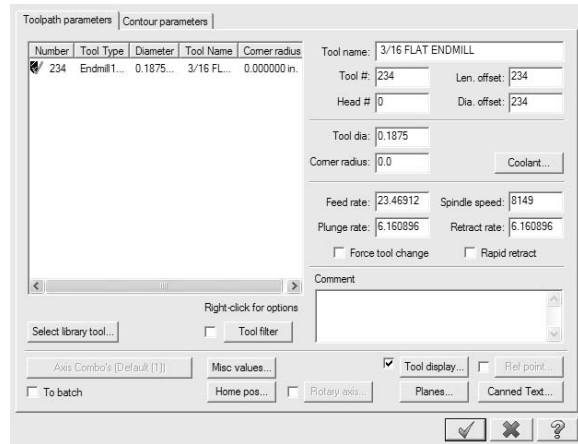 Toolpath parameters Contour parameters
Number Tool Type Diameter Tool Name Corner radius
234 Endmill1... 0.1875... 3/16 FL... 0.000000 in.
Tool name: 3/16 FLAT ENDMILL
Tool #: 234 Len. offset: 234
Head # 0 Dia. offset: 234
Tool dia: 0.1875
Corner radius: 0.0 Coolant...
Feed rate: 23.46912 Spindle speed: 8149
Plunge rate: 6.160896 Retract rate: 6.160896
Force tool change Rapid retract
Comment
Right-click for options
Select library tool... Tool filter
Axis Combo's (Default (1)) Misc values... Tool display... Ref point...
To batch Home pos... Rotary axis... Planes... Canned Text...